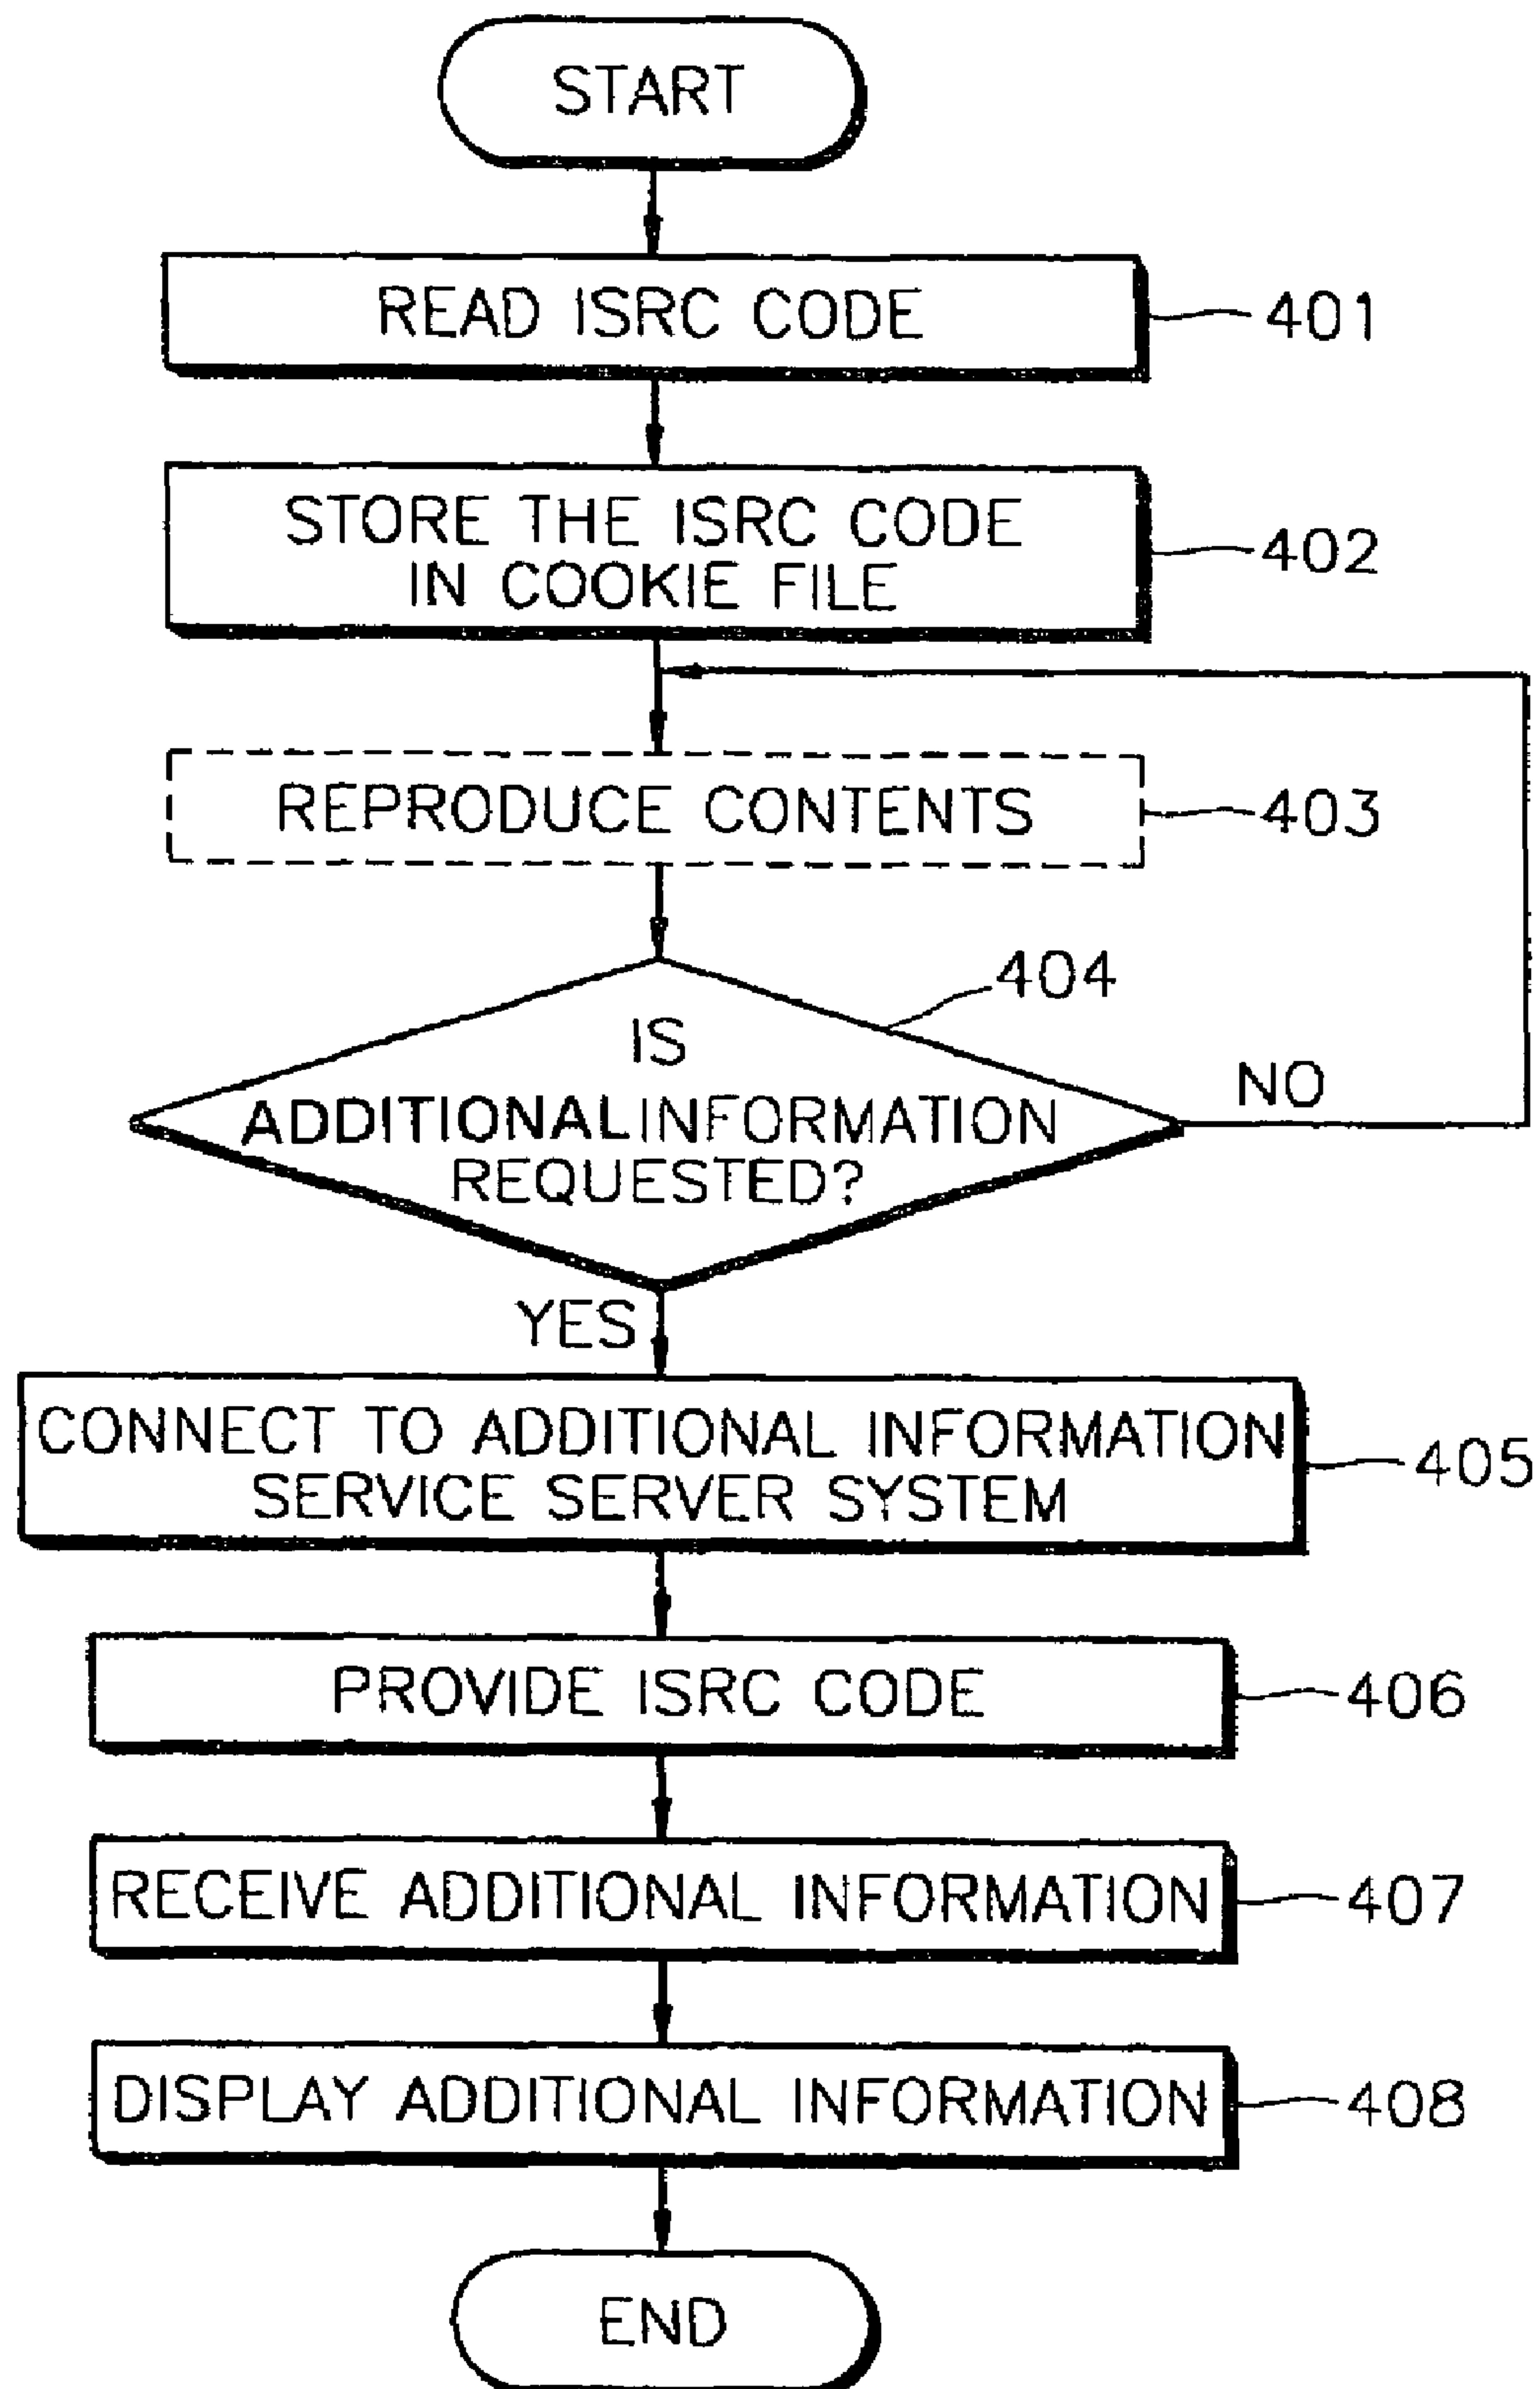 START
READ ISRC CODE
401
STORE THE ISRC CODE
IN COOKIE FILE
402
REPRODUCE CONTENTS
403
404
IS
ADDITIONAL INFORMATION
REQUESTED?
NO
YES
CONNECT TO ADDITIONAL INFORMATION
SERVICE SERVER SYSTEM
405
PROVIDE ISRC CODE
406
RECEIVE ADDITIONAL INFORMATION
407
DISPLAY ADDITIONAL INFORMATION
408
END